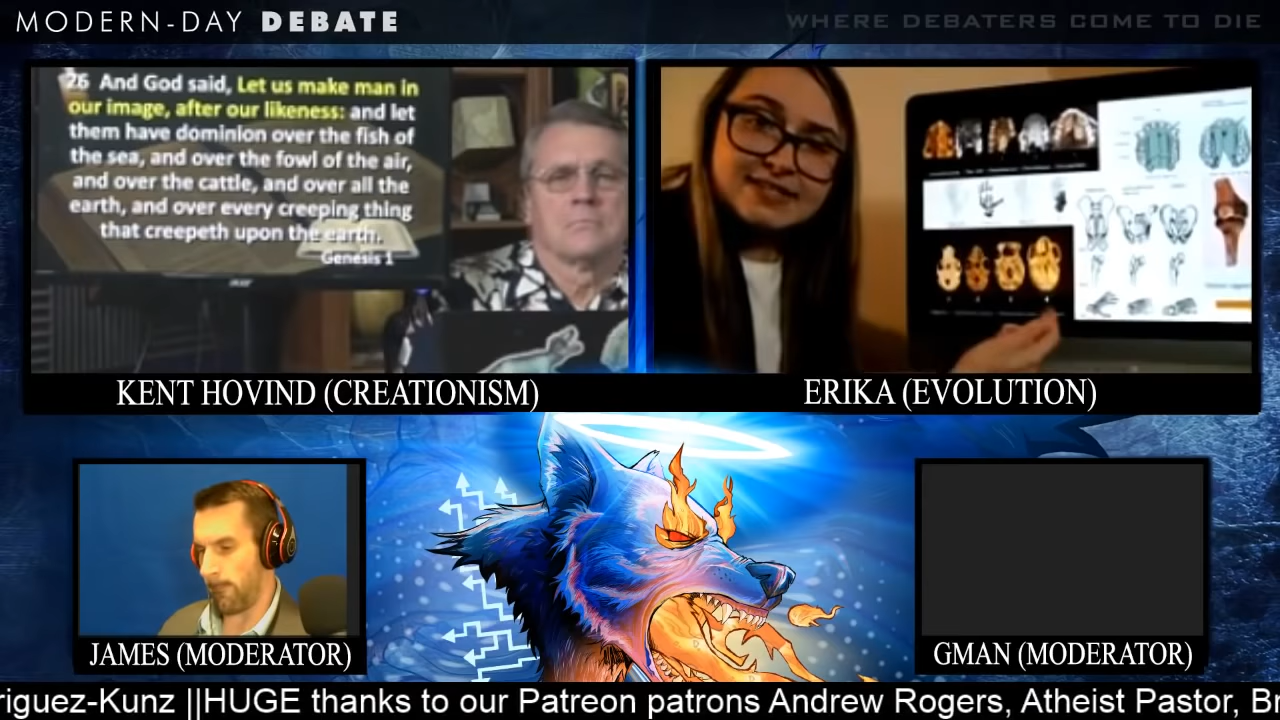 MODERN-DAY DEBATE
WHERE DEBATERS COME TO DIE
26 And God said, Let us make man in
our image, after our likeness: and let
them have dominion over the fish of
the sea, and over the fowl of the air,
and over the cattle, and over all the
earth, and over every creeping thing
that creepeth upon the earth.
Genesis 1
acer
KENT HOVIND (CREATIONISM)
ERIKA (EVOLUTION)
JAMES (MODERATOR)
GMAN (MODERATOR)
riguez-Kunz ||HUGE thanks to our Patreon patrons Andrew Rogers, Atheist Pastor, Br